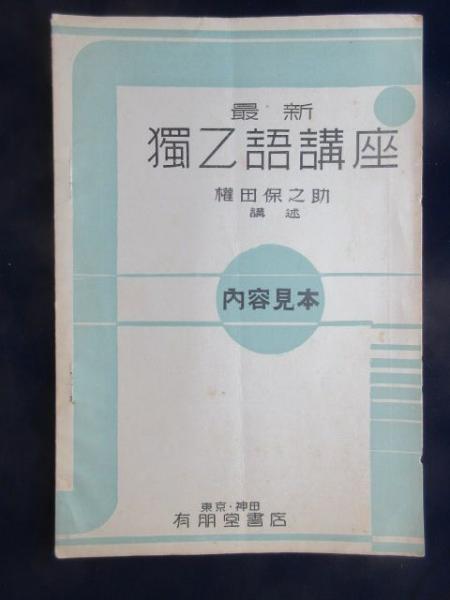 最新
獨乙語講座
權田保之助
講述
內容見本
東京・神田
有朋堂書店